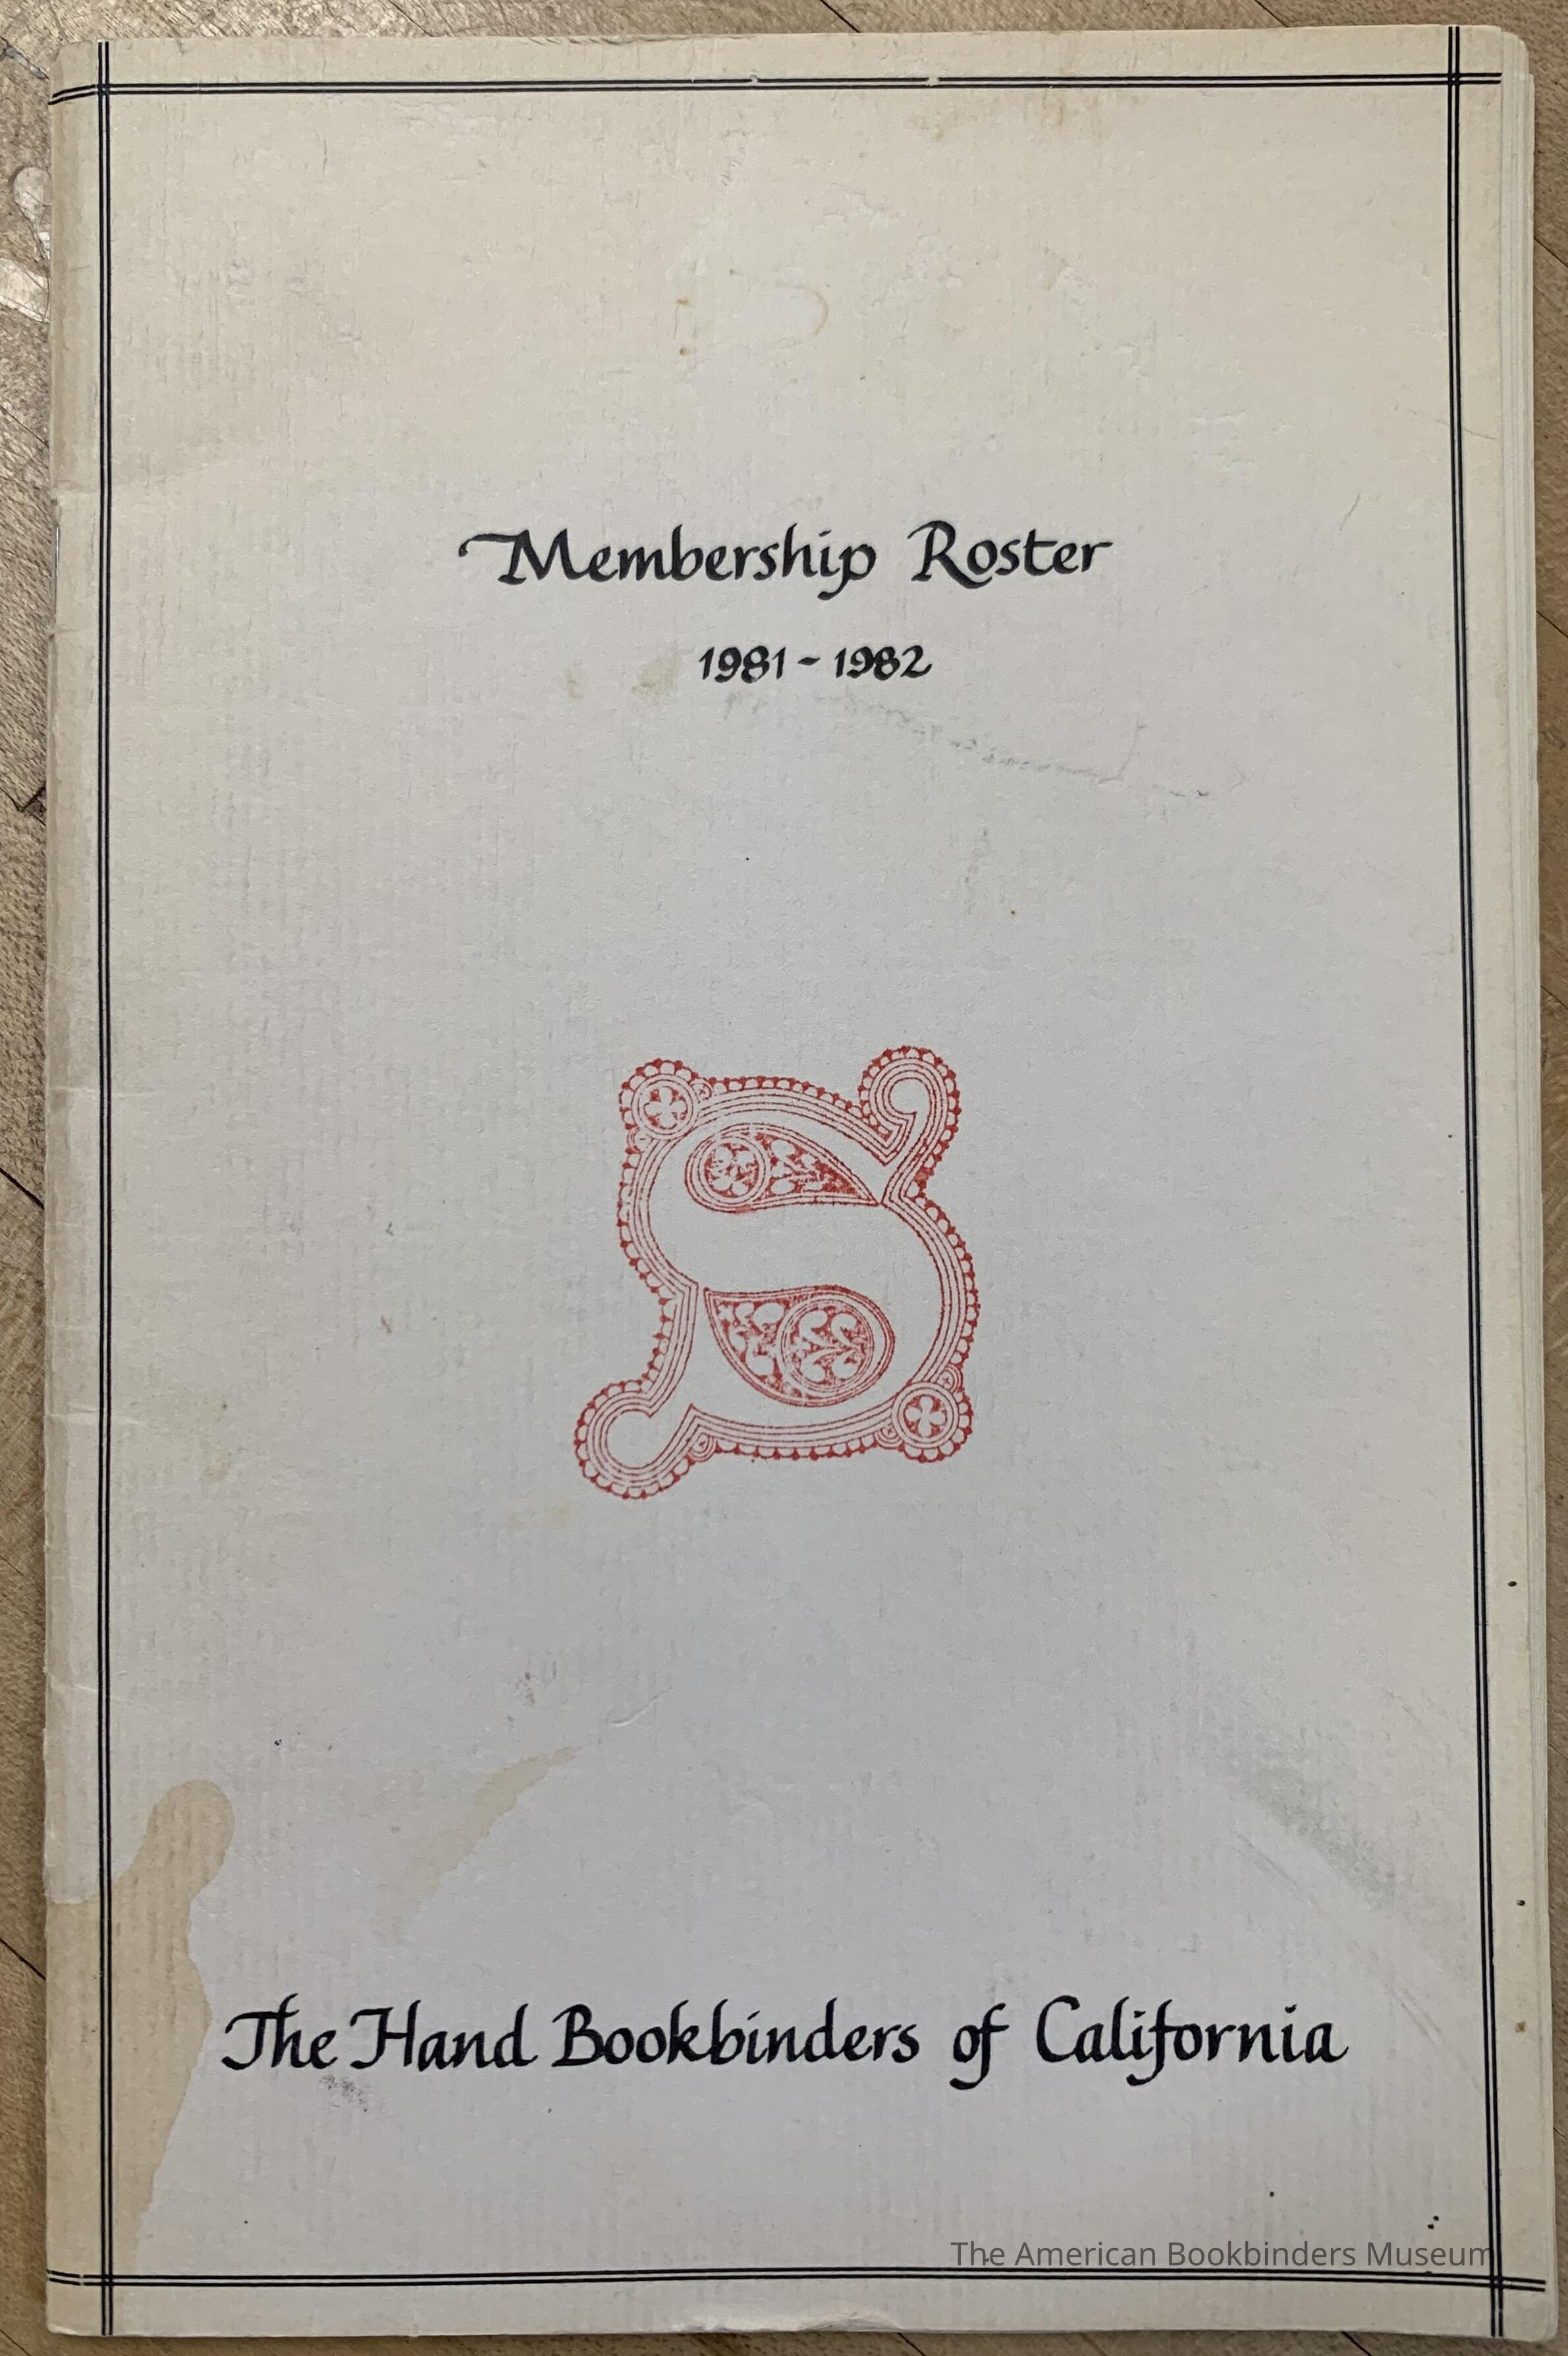 Membership Roster
1981 - 1982
S
The Hand Bookbinders of California
The American Bookbinders Museum